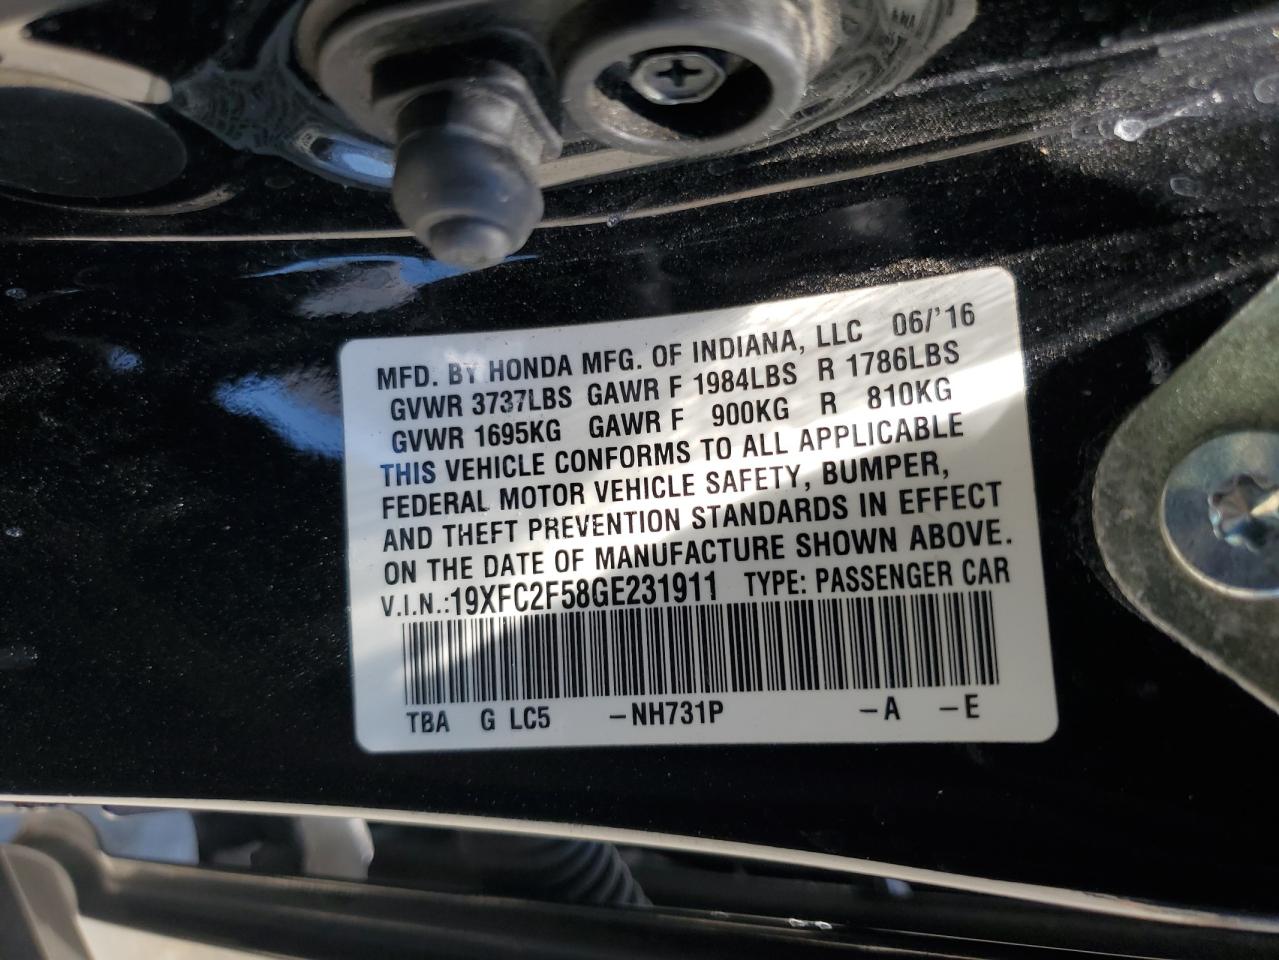 MFD. BY HONDA MFG. OF INDIANA, LLC 06/'16
GVWR 3737LBS GAWR F 1984LBS R 1786LBS
GVWR 1695KG GAWR F 900KG R 810KG
THIS VEHICLE CONFORMS TO ALL APPLICABLE
FEDERAL MOTOR VEHICLE SAFETY, BUMPER,
AND THEFT PREVENTION STANDARDS IN EFFECT
ON THE DATE OF MANUFACTURE SHOWN ABOVE.
V.I.N.:19XFC2F58GE231911 TYPE: PASSENGER CAR
TBA G LC5 -NH731P -A -E